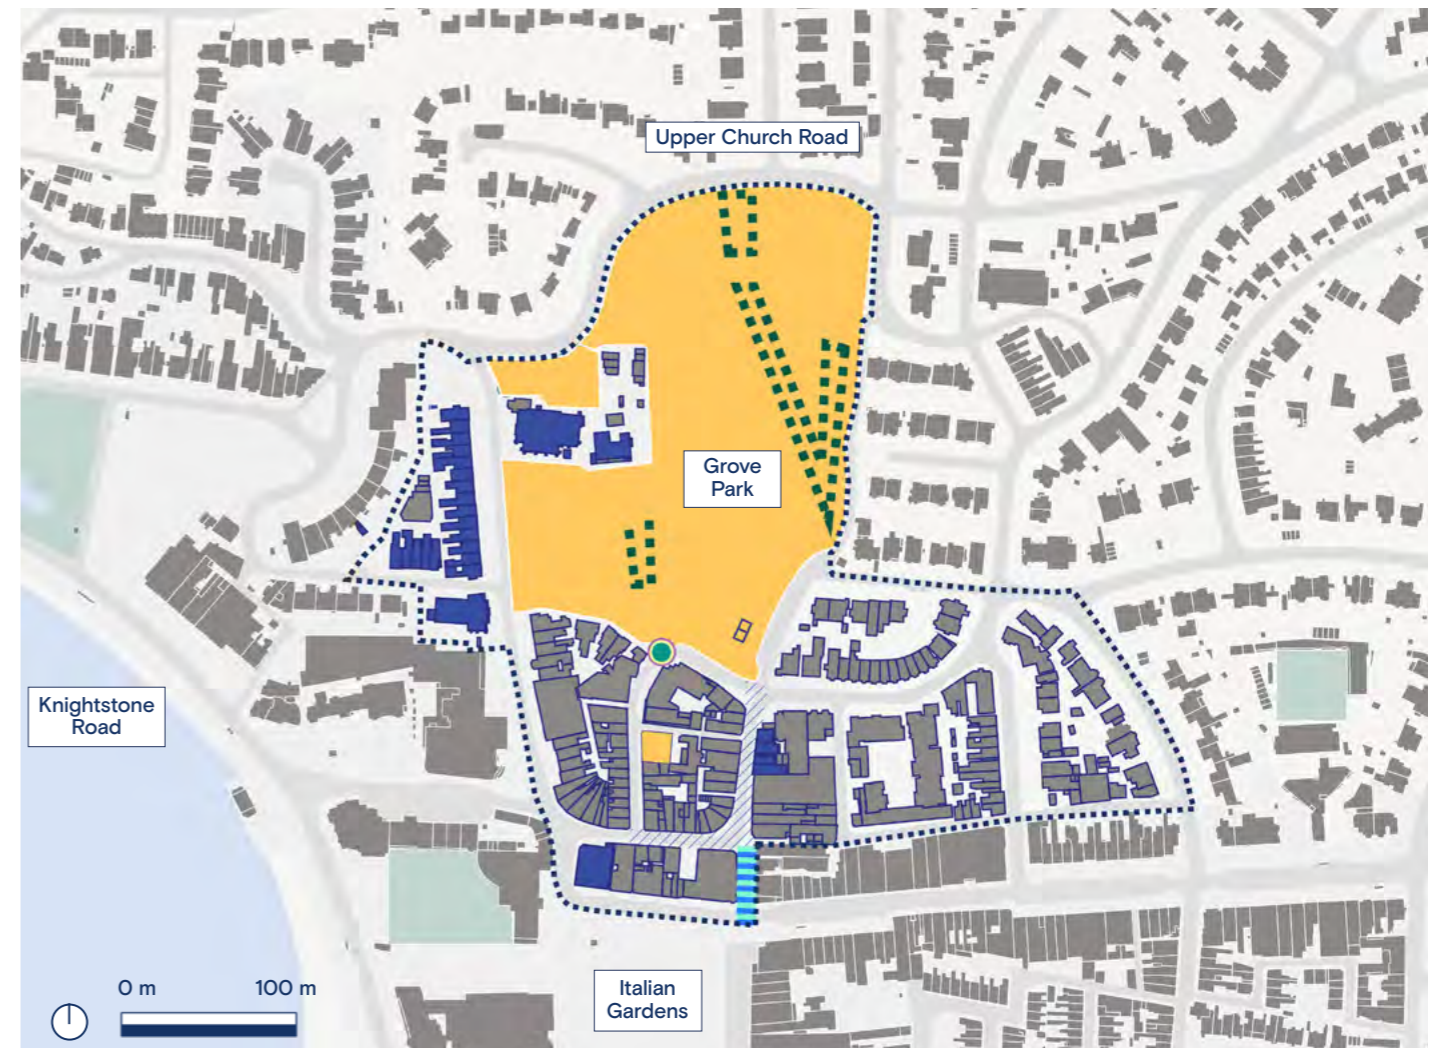 Upper Church Road
Grove
Park
Knightstone
Road
Italian
Gardens
0 m
100 m